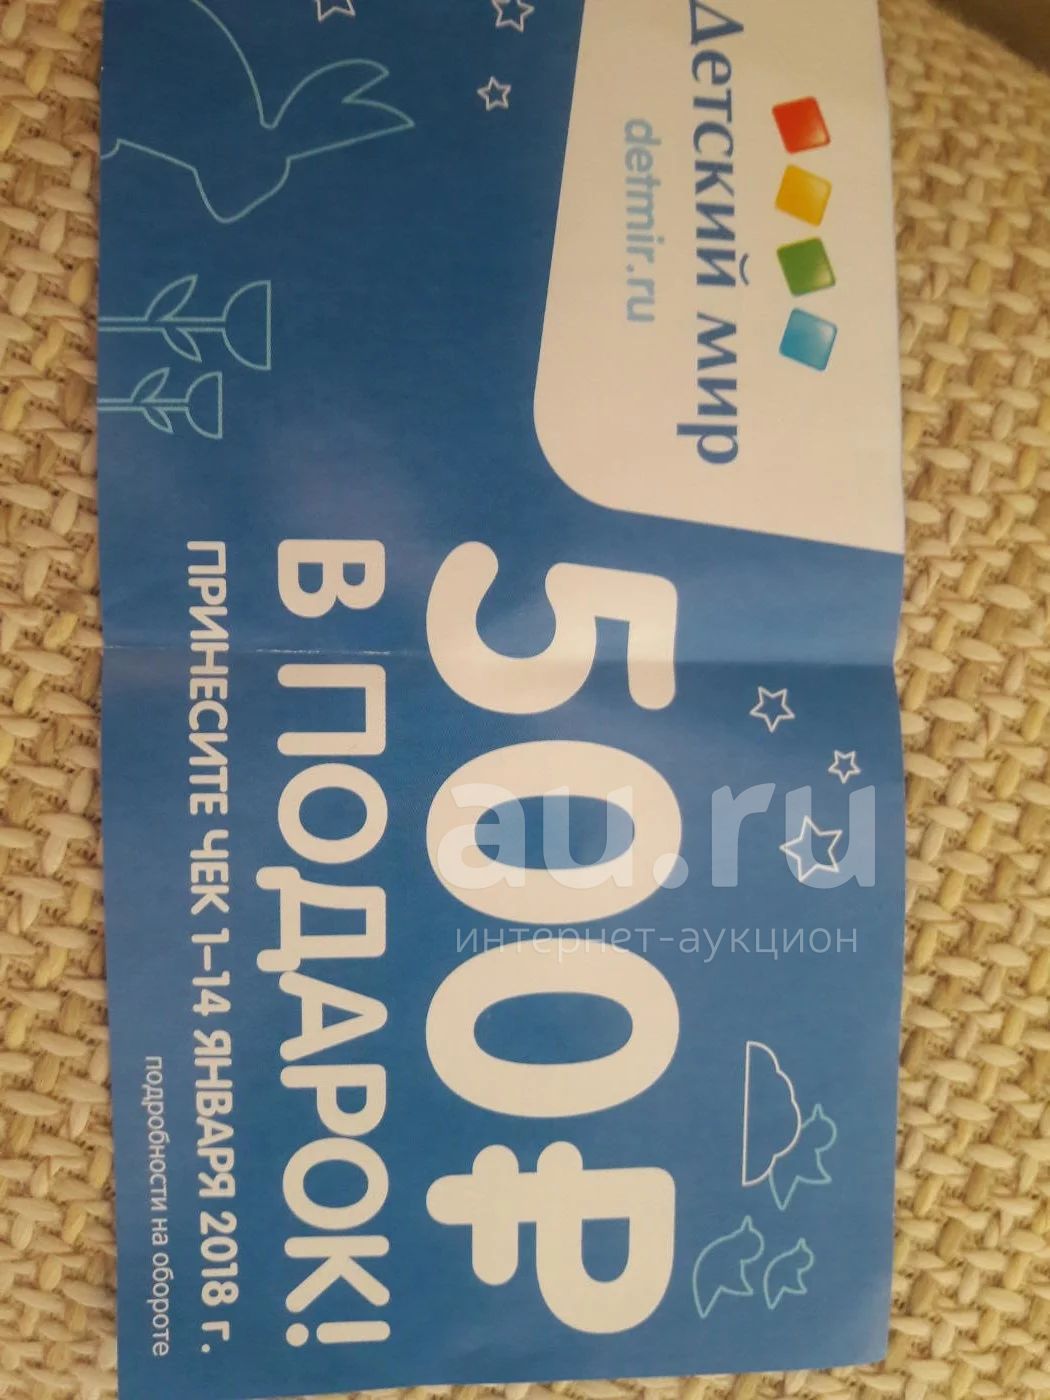 Детский мир
detmir.ru
500₽
В ПОДАРОК!
ПРИНЕСИТЕ ЧЕК 1–14 ЯНВАРЯ 2018 г.
подробности на обороте
au.ru
интернет-аукцион